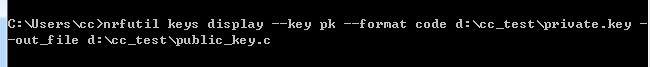 C:\Users\cc>nrfutil keys display --key pk --format code d:\cc_test\private.key -
-out_file d:\cc_test\public_key.c